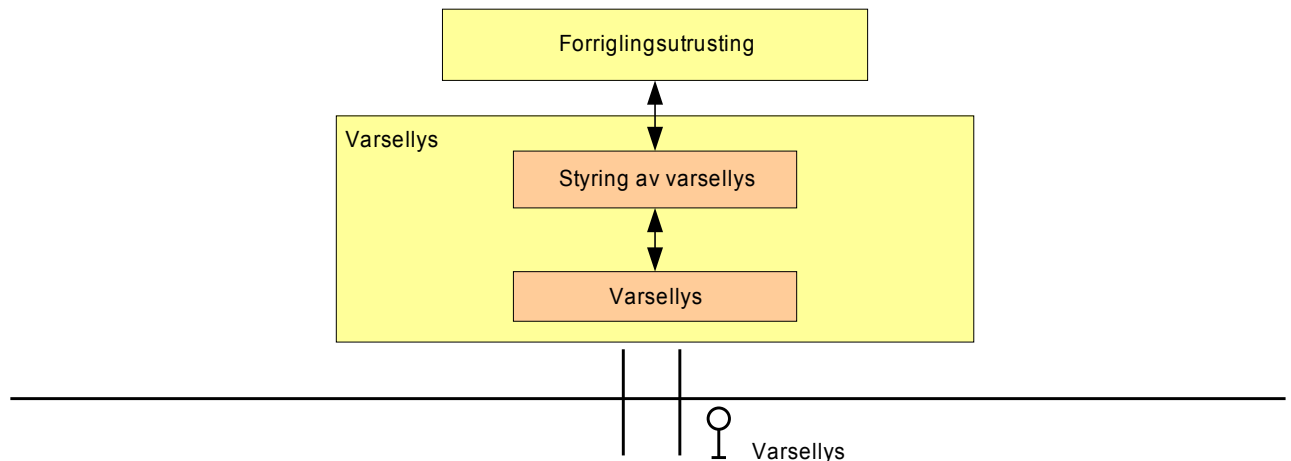 Forriglingsutrusting
Varsellys
Styring av varsellys
Varsellys
Varsellys